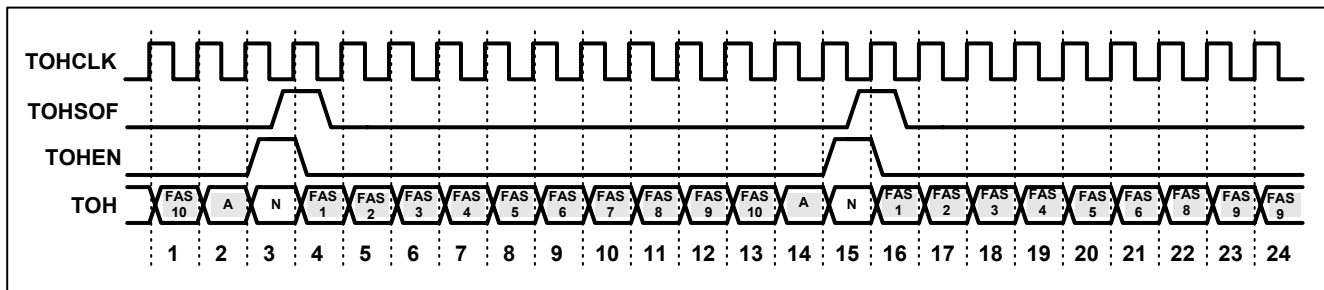 TOHCLK
TOHSOF
TOHEN
TOH FAS 10 A N FAS 1 FAS 2 FAS 3 FAS 4 FAS 5 FAS 6 FAS 7 FAS 8 FAS 9 FAS 10 A N FAS 1 FAS 2 FAS 3 FAS 4 FAS 5 FAS 6 FAS 8 FAS 9 FAS 9
1 2 3 4 5 6 7 8 9 10 11 12 13 14 15 16 17 18 19 20 21 22 23 24